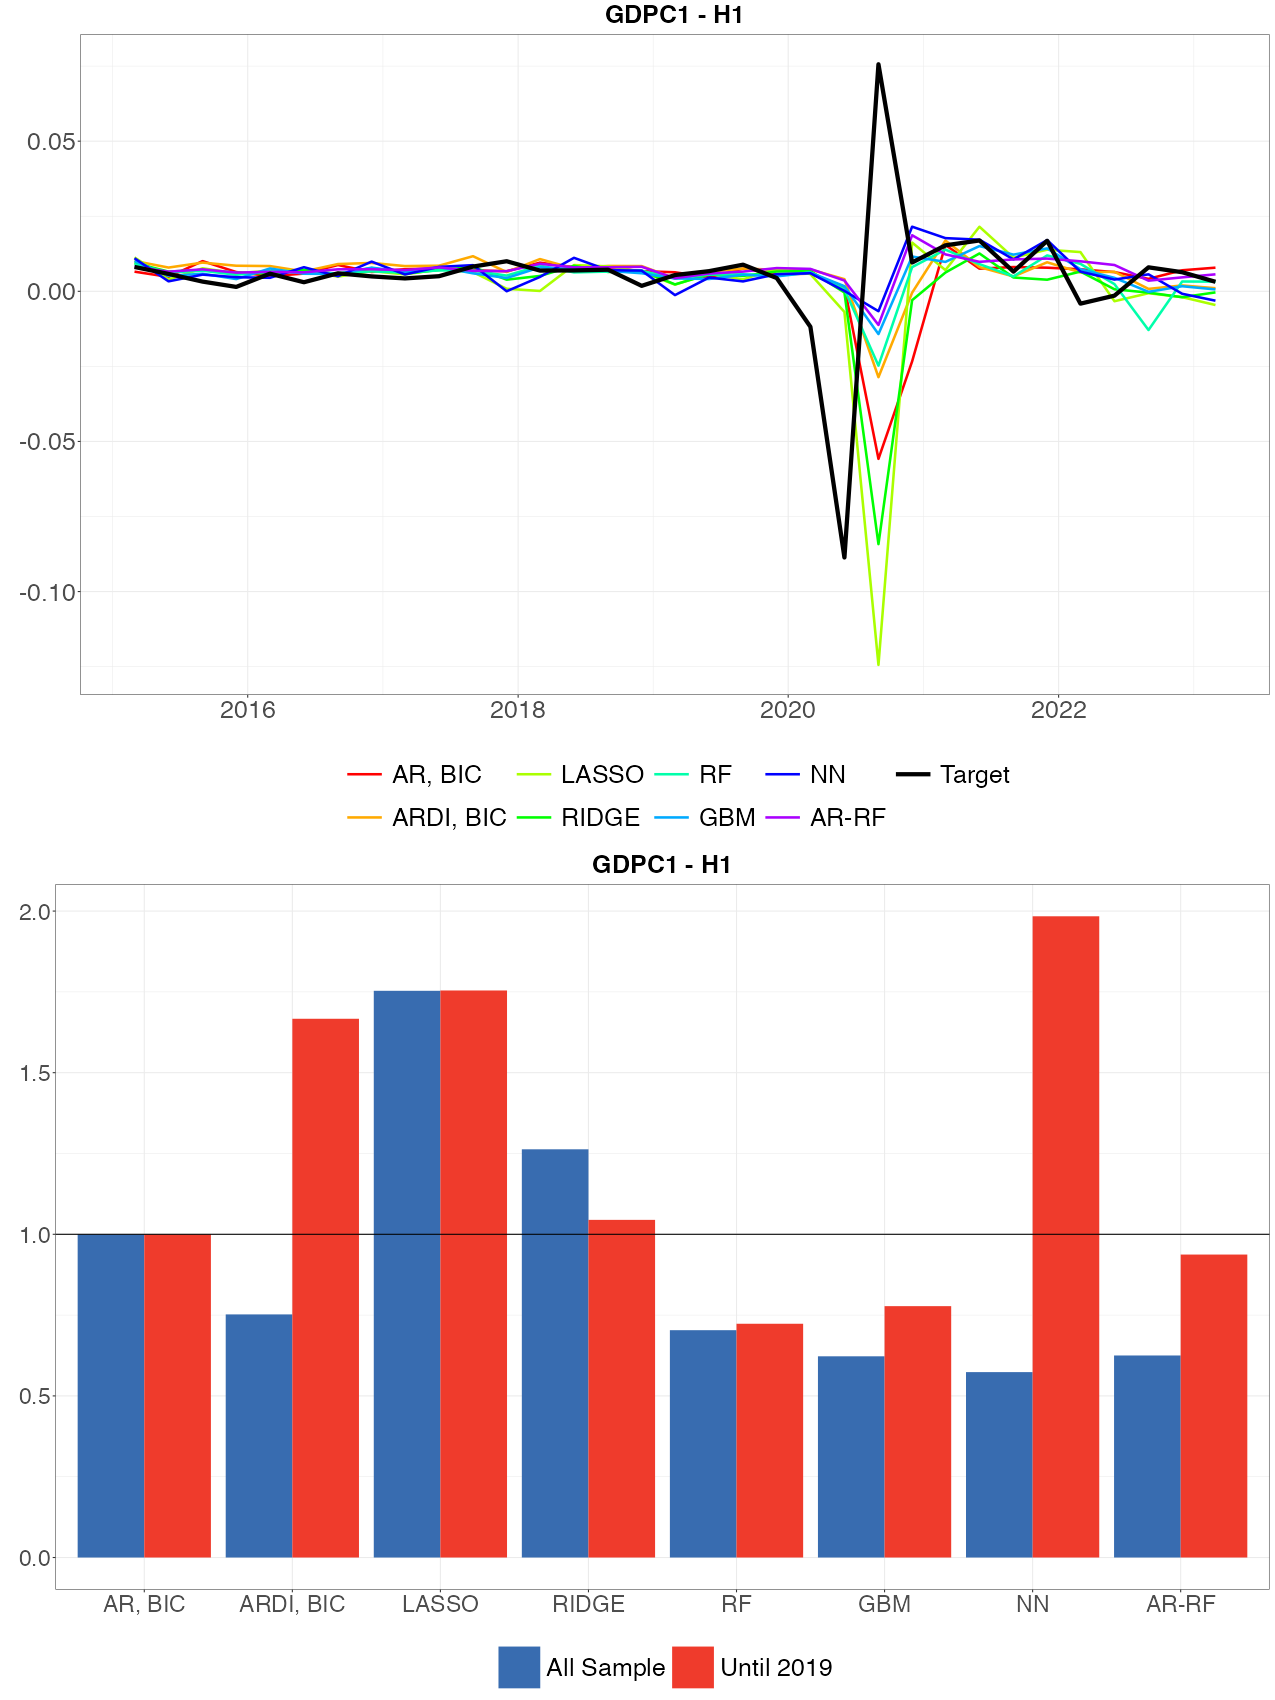 GDPC1 - H1
0.05
0.00
-0.05
-0.10
2016 2018 2020 2022
AR, BIC LASSO RF NN Target
ARDI, BIC RIDGE GBM AR-RF
GDPC1 - H1
2.0
1.5
1.0
0.5
0.0
AR, BIC ARDI, BIC LASSO RIDGE RF GBM NN AR-RF
All Sample Until 2019